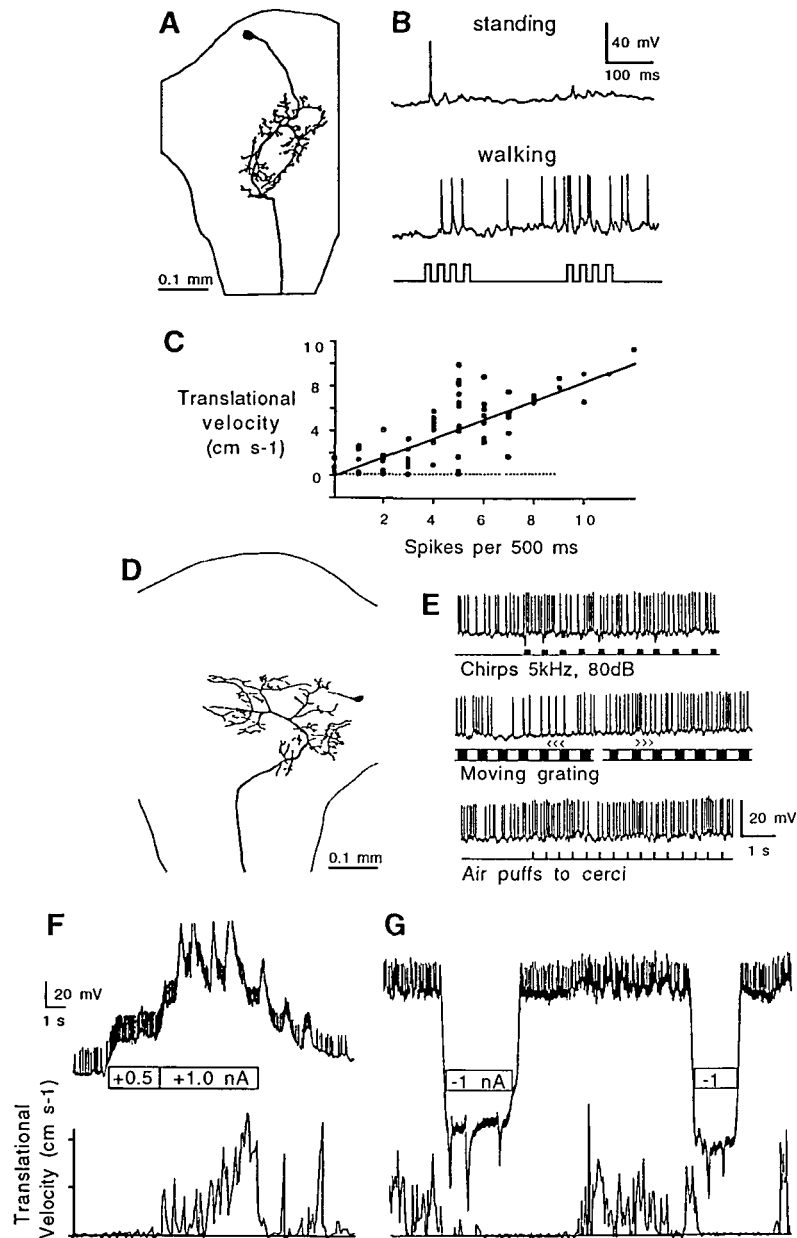 A
0.1 mm
B
standing
40 mV
100 ms
walking
C
Translational
velocity
(cm s-1)
10
8
4
0
2 4 6 8 10
Spikes per 500 ms
D
0.1 mm
E
Chirps 5kHz, 80dB
<<< >>>
Moving grating
20 mV
1 s
Air puffs to cerci
F
20 mV
1 s
+0.5 +1.0 nA
Translational
Velocity (cm s-1)
G
-1 nA
-1